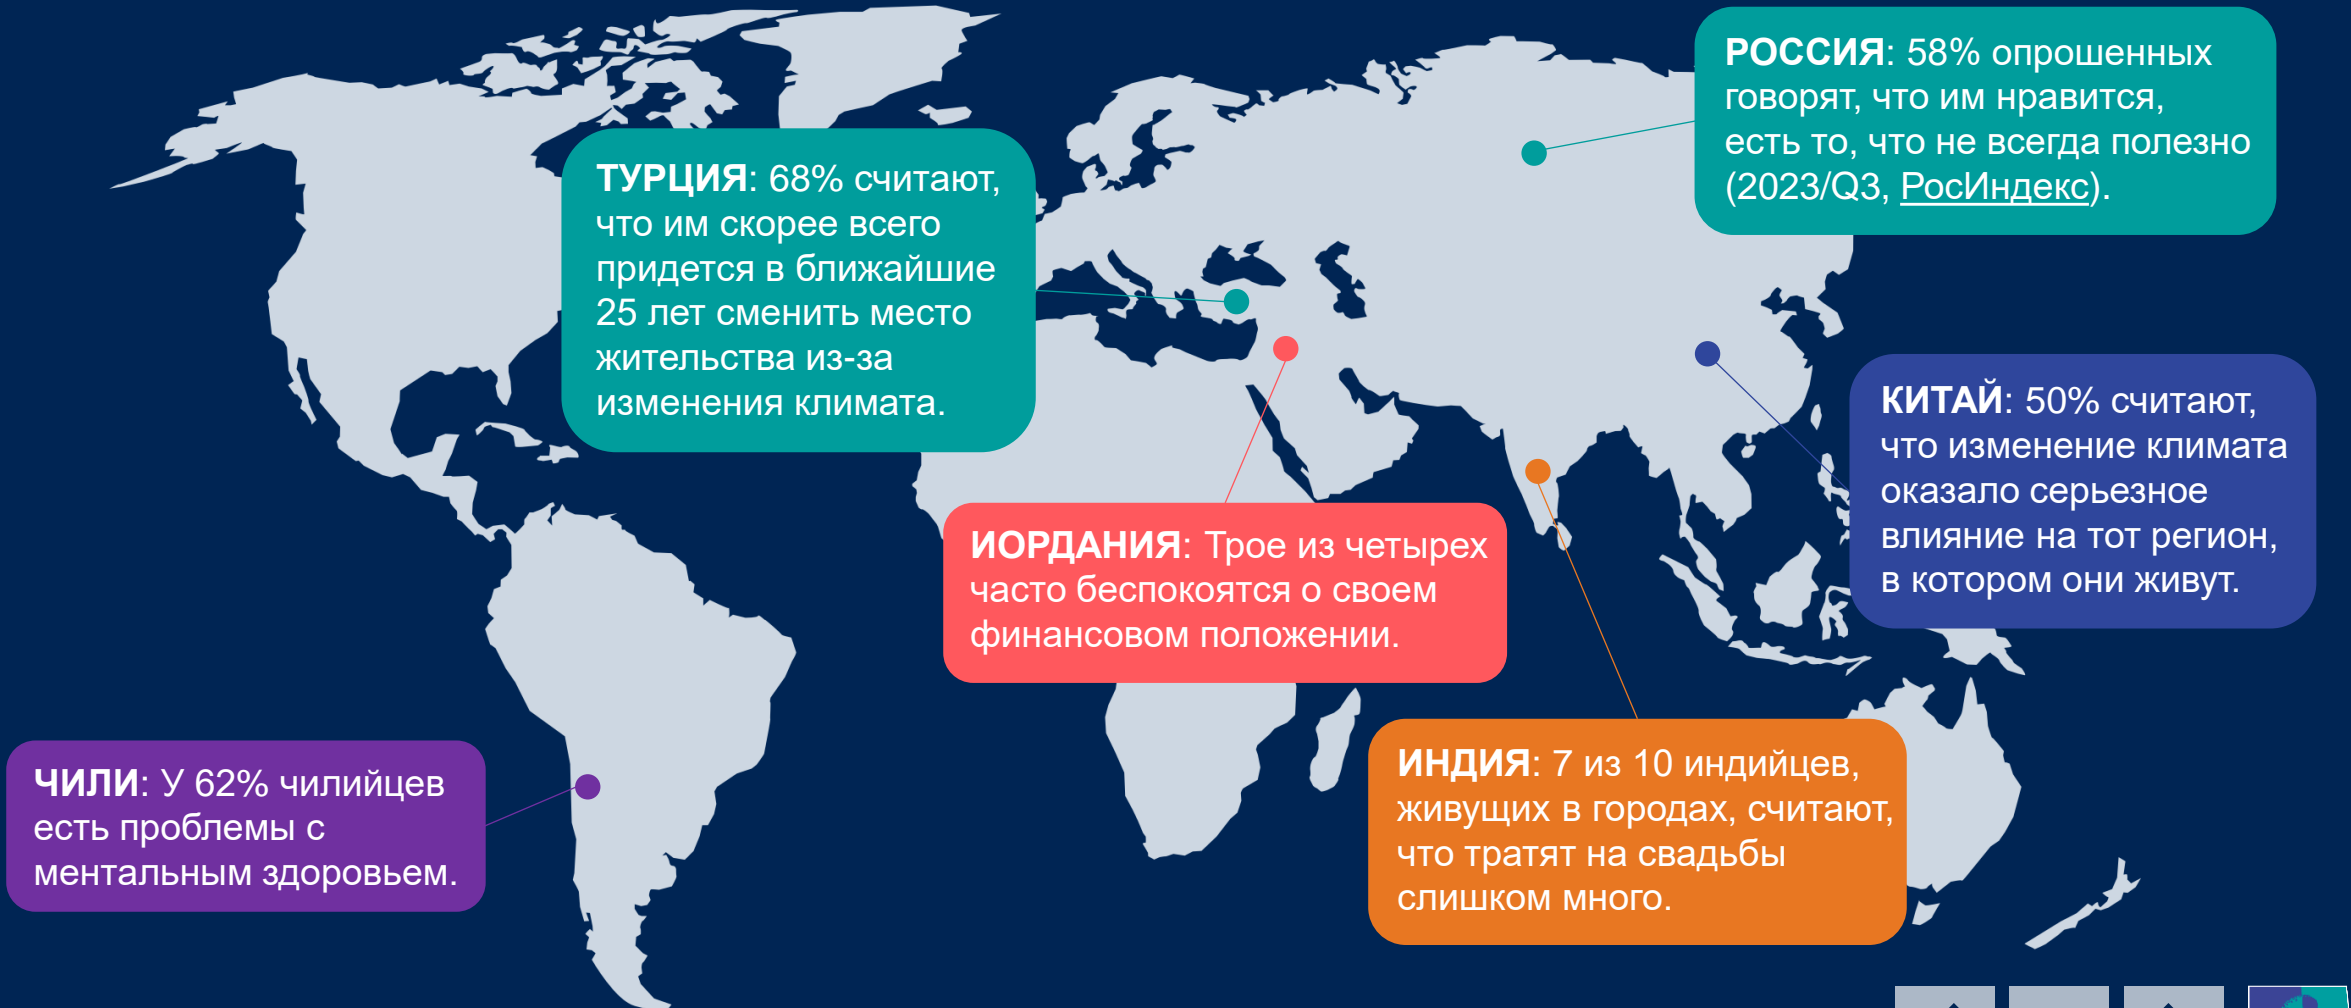 РОССИЯ: 58% опрошенных
говорят, что им нравится,
есть то, что не всегда полезно
(2023/Q3, РосИндекс).
ТУРЦИЯ: 68% считают,
что им скорее всего
придется в ближайшие
25 лет сменить место
жительства из-за
изменения климата.
КИТАЙ: 50% считают,
что изменение климата
оказало серьезное
влияние на тот регион,
в котором они живут.
ИОРДАНИЯ: Трое из четырех
часто беспокоятся о своем
финансовом положении.
ИНДИЯ: 7 из 10 индийцев,
живущих в городах, считают,
что тратят на свадьбы
слишком много.
ЧИЛИ: У 62% чилийцев
есть проблемы с
ментальным здоровьем.